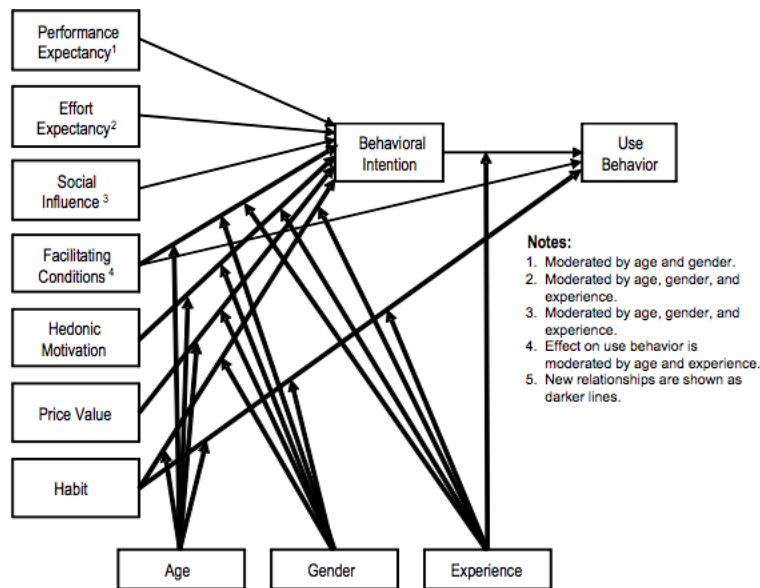 Performance
Expectancy¹
Effort
Expectancy²
Social
Influence ³
Facilitating
Conditions ⁴
Hedonic
Motivation
Price Value
Habit
Behavioral
Intention
Use
Behavior
Notes:
1. Moderated by age and gender.
2. Moderated by age, gender, and
experience.
3. Moderated by age, gender, and
experience.
4. Effect on use behavior is
moderated by age and experience.
5. New relationships are shown as
darker lines.
Age
Gender
Experience